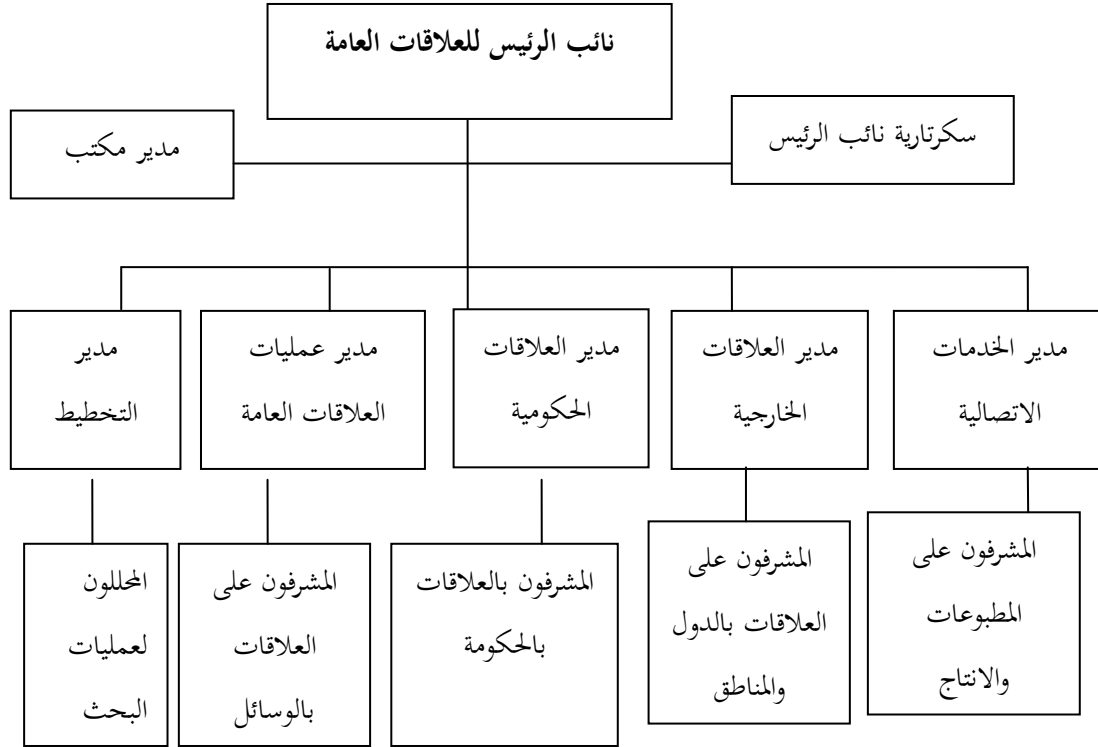 نائب الرئيس للعلاقات العامة
سكرتارية نائب الرئيس
مدير مكتب
مدير الخدمات
الاتصالية
مدير العلاقات
الخارجية
مدير العلاقات
الحكومية
مدير عمليات
العلاقات العامة
مدير
التخطيط
المشرفون على
المطبوعات
والانتاج
المشرفون على
العلاقات بالدول
والمناطق
المشرفون بالعلاقات
بالحكومة
المشرفون على
العلاقات
بالوسائل
المحللون
لعمليات
البحث